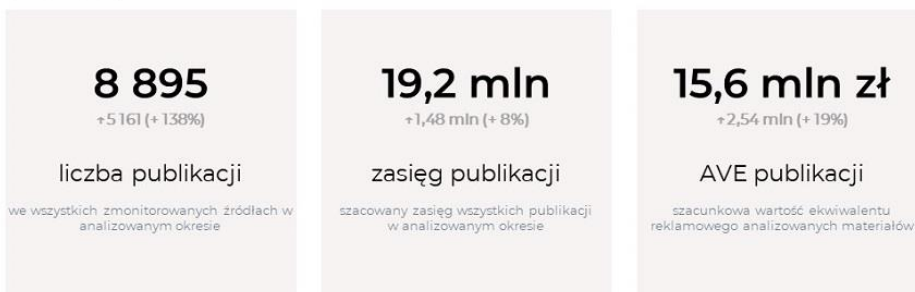 8 895
↑5 161 (+ 138%)
liczba publikacji
we wszystkich zmonitorowanych źródłach w
analizowanym okresie
19,2 mln
↑1,48 mln (+ 8%)
zasięg publikacji
szacowany zasięg wszystkich publikacji
w analizowanym okresie
15,6 mln zł
↑2,54 mln (+ 19%)
AVE publikacji
szacunkowa wartość ekwiwalentu
reklamowego analizowanych materiałów